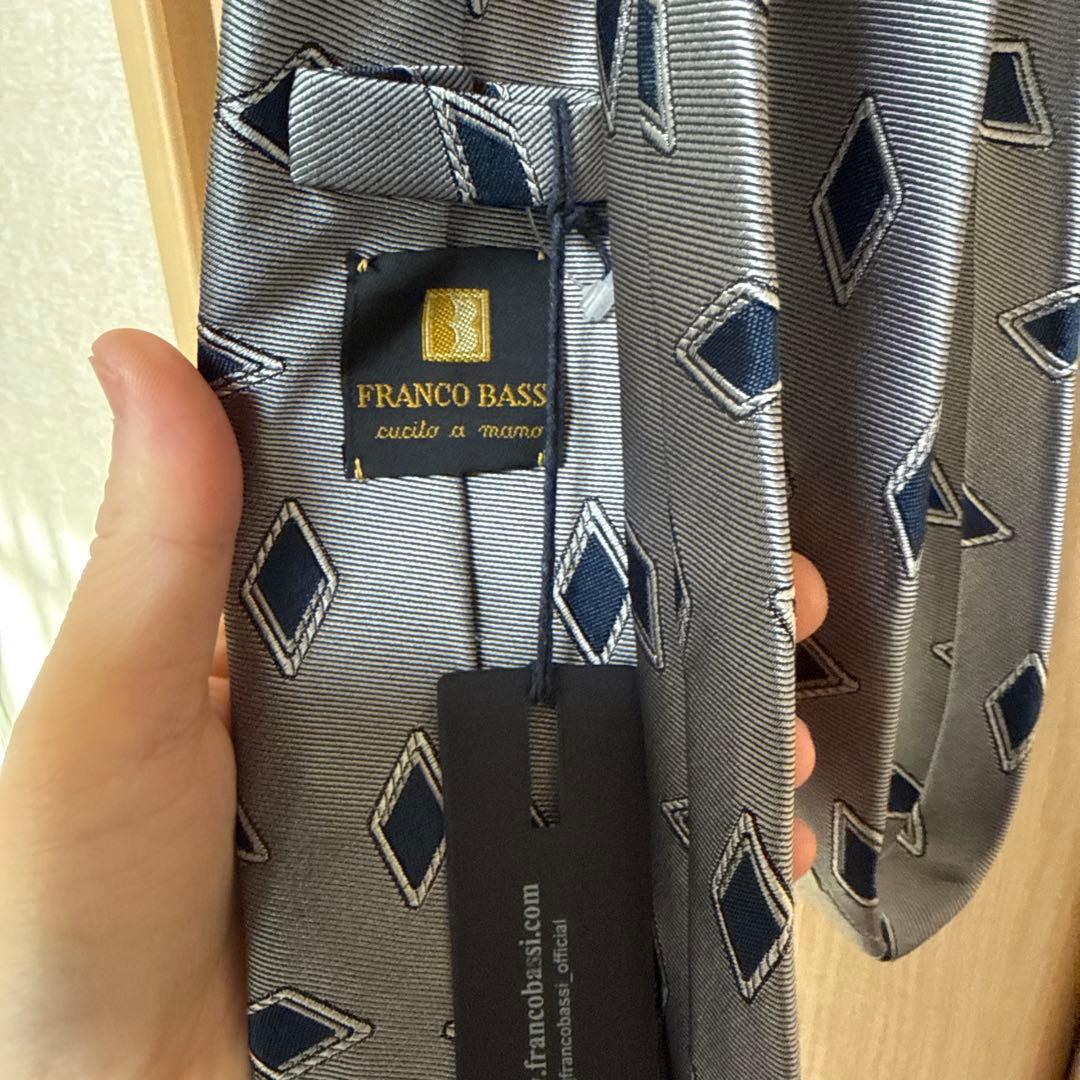 FRANCO BASS
cucito a mano
.francobassi.com
francobassi_official